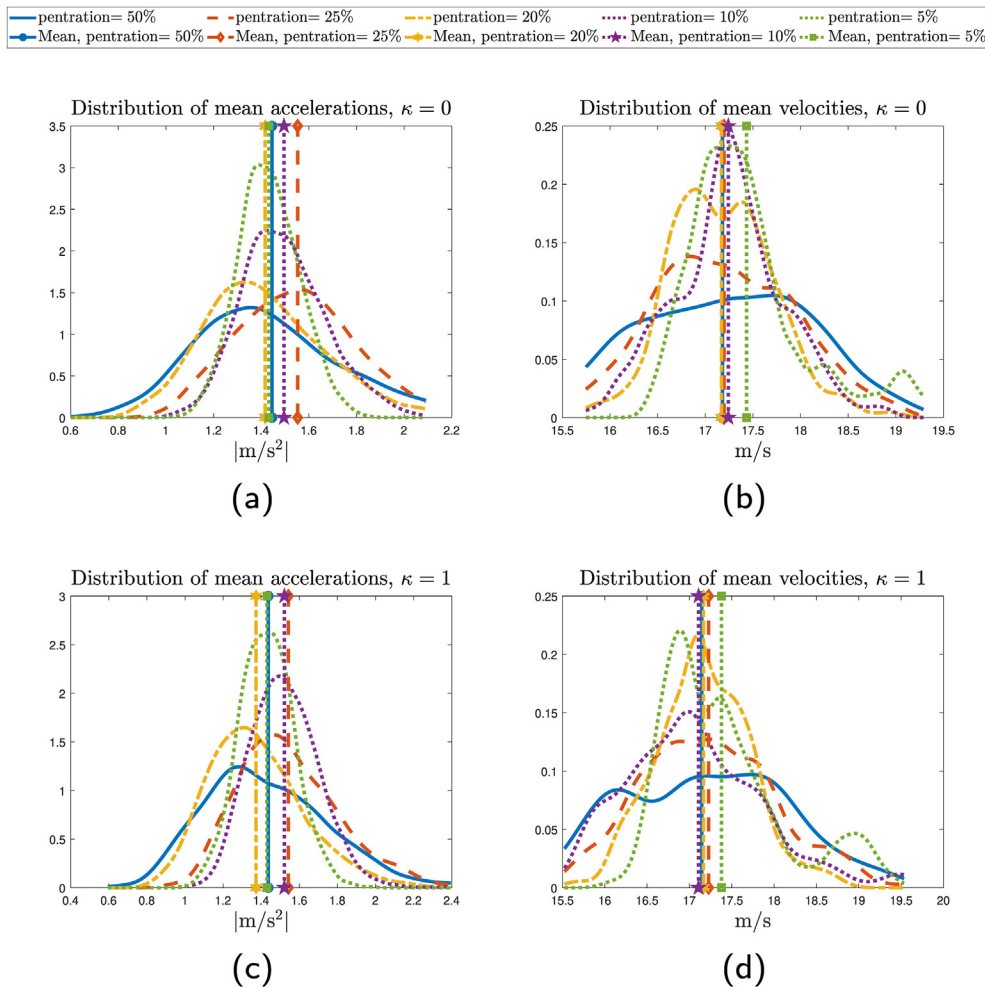 pentration= 50% pentration= 25% pentration= 20% pentration= 10% pentration= 5%
Mean, pentration= 50% Mean, pentration= 25% Mean, pentration= 20% Mean, pentration= 10% Mean, pentration= 5%
Distribution of mean accelerations, κ = 0
3.5
3
2.5
2
1.5
1
0.5
0
0.6 0.8 1 1.2 1.4 1.6 1.8 2 2.2
|m/s²|
(a)
Distribution of mean velocities, κ = 0
0.25
0.2
0.15
0.1
0.05
0
15.5 16 16.5 17 17.5 18 18.5 19 19.5
m/s
(b)
Distribution of mean accelerations, κ = 1
3
2.5
2
1.5
1
0.5
0
0.4 0.6 0.8 1 1.2 1.4 1.6 1.8 2 2.2 2.4
|m/s²|
(c)
Distribution of mean velocities, κ = 1
0.25
0.2
0.15
0.1
0.05
0
15.5 16 16.5 17 17.5 18 18.5 19 19.5 20
m/s
(d)